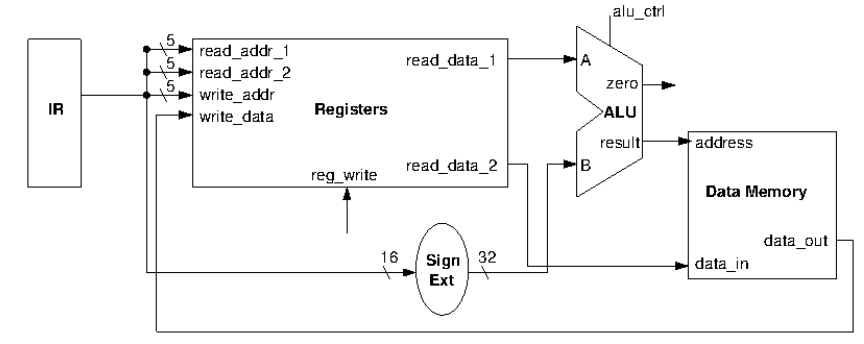 alu_ctrl
IR
5
read_addr_1
5
read_addr_2
5
write_addr
write_data
Registers
read_data_1
read_data_2
reg_write
A
zero
ALU
result
B
address
Data Memory
data_out
data_in
16
Sign
Ext
32